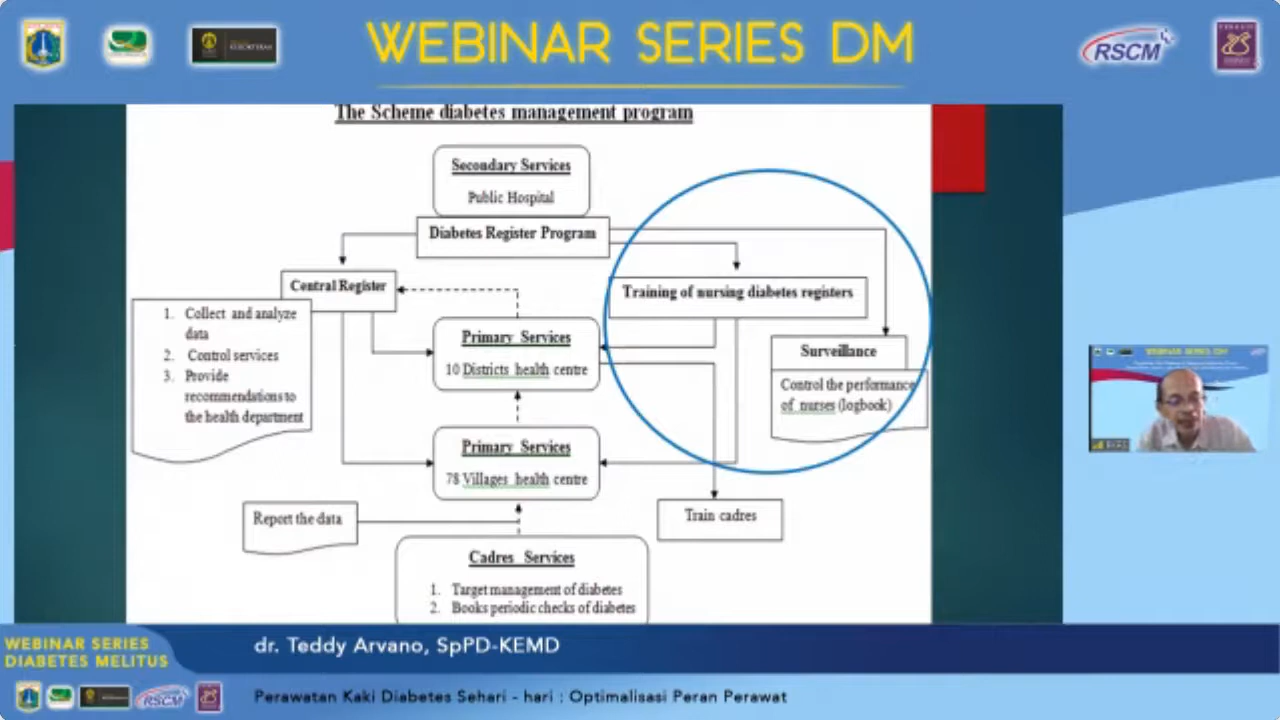 WEBINAR SERIES DM
RSCM
The Scheme diabetes management program
Secondary Services
Public Hospital
Diabetes Register Program
Central Register
1. Collect and analyze
data
2. Control services
3. Provide
recommendations to
the health department
Training of nursing diabetes registers
Primary Services
10 Districts health centre
Surveillance
Control the performance
of nurses (logbook)
Primary Services
78 Villages health centre
Report the data
Train cadres
Cadres Services
1. Target management of diabetes
2. Books periodic checks of diabetes
WEBINAR SERIES
DIABETES MELITUS
dr. Teddy Arvano, SpPD-KEMD
RSCM
Perawatan Kaki Diabetes Sehari - hari : Optimalisasi Peran Perawat